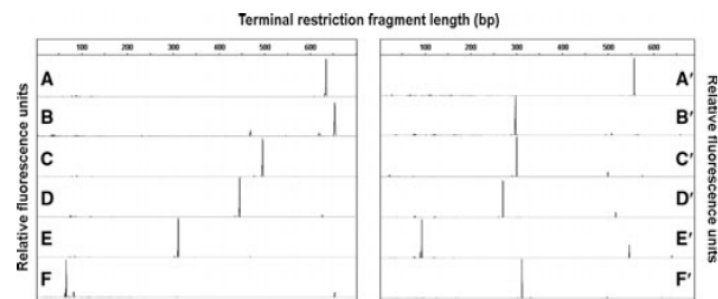 Terminal restriction fragment length (bp)
100 200 300 400 500 600
100 200 300 400 500 600
Relative fluorescence units
A
B
C
D
E
F
A′
B′
C′
D′
E′
F′
Relative fluorescence units